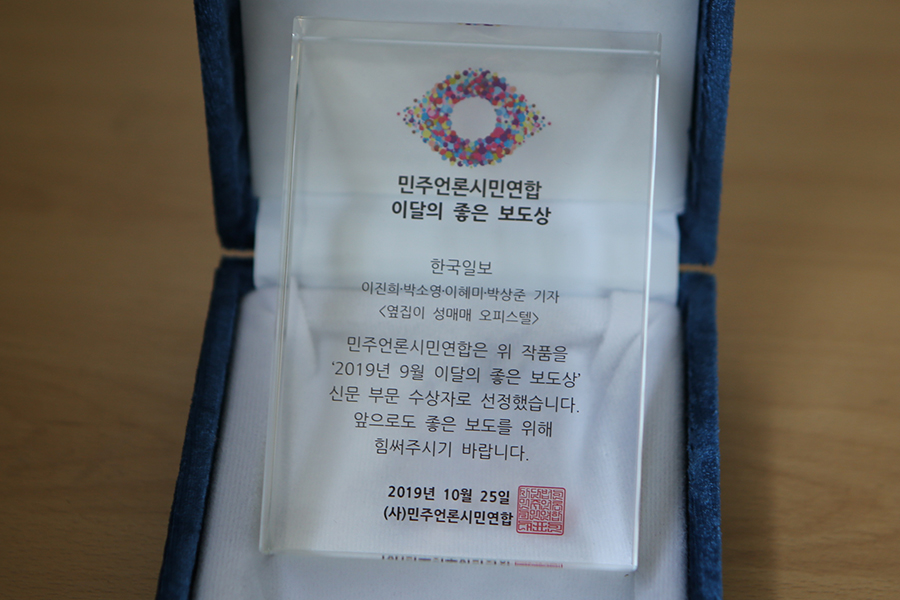 민주언론시민연합
이달의 좋은 보도상
한국일보
이진희·박소영·이혜미·박상준 기자
<옆집이 성매매 오피스텔>
민주언론시민연합은 위 작품을
‘2019년 9월 이달의 좋은 보도상’
신문 부문 수상자로 선정했습니다.
앞으로도 좋은 보도를 위해
힘써주시기 바랍니다.
2019년 10월 25일
(사)민주언론시민연합